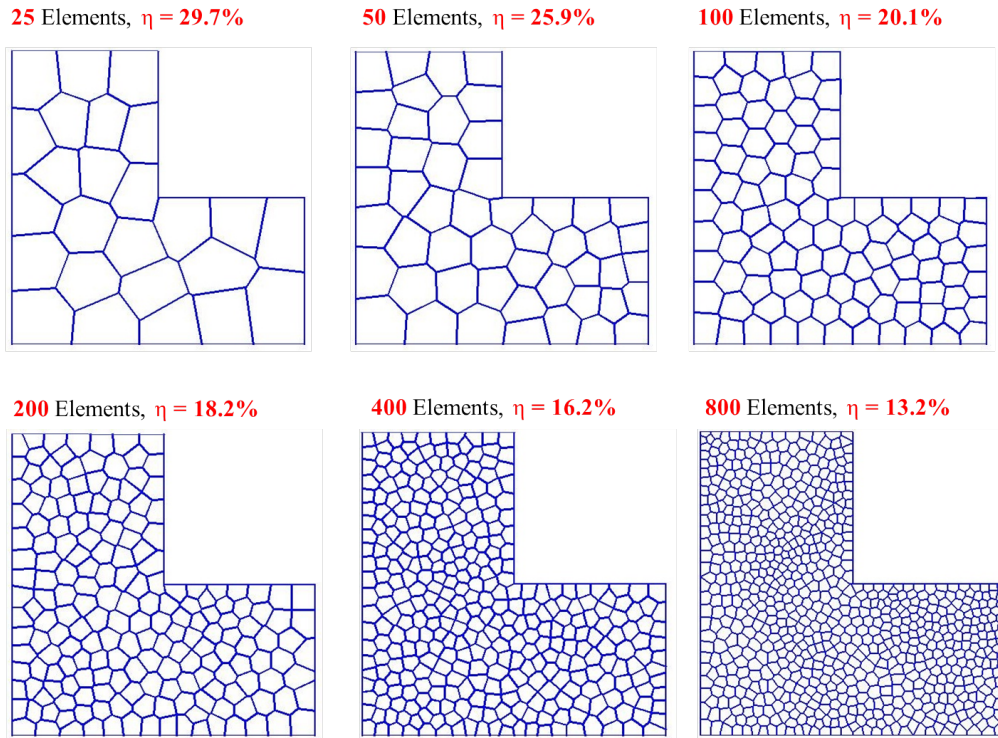 25 Elements, η = 29.7%
50 Elements, η = 25.9%
100 Elements, η = 20.1%
200 Elements, η = 18.2%
400 Elements, η = 16.2%
800 Elements, η = 13.2%